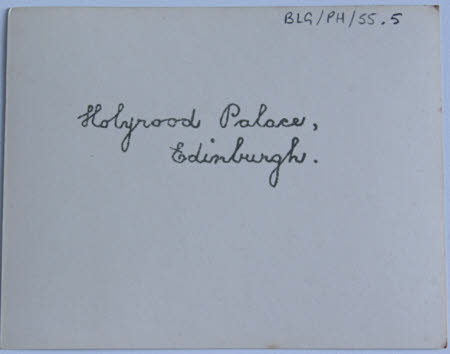 BLG/PH/55.5
Holyrood Palace,
Edinburgh.